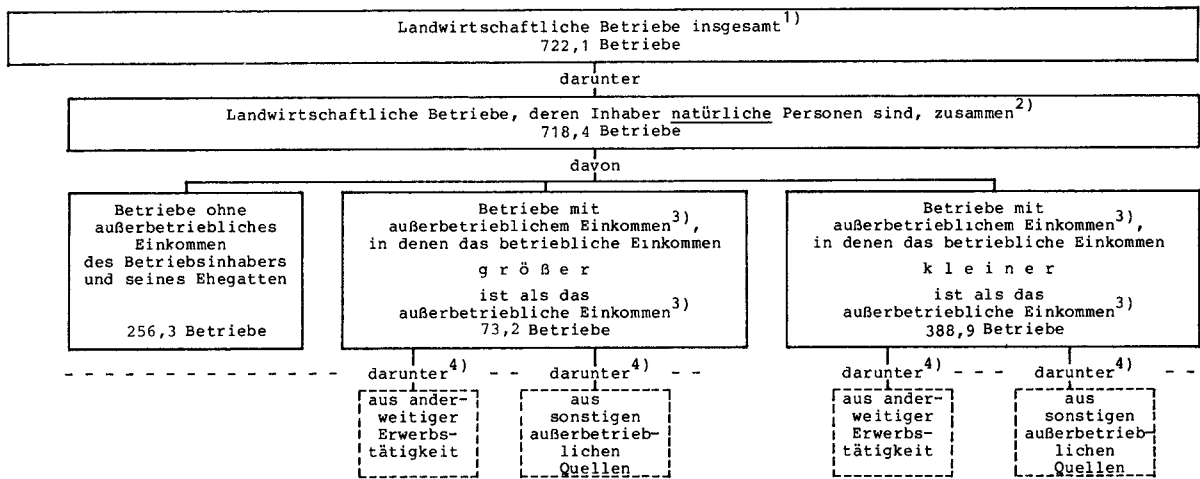 Landwirtschaftliche Betriebe insgesamt1)
722,1 Betriebe
darunter
Landwirtschaftliche Betriebe, deren Inhaber natürliche Personen sind, zusammen2)
718,4 Betriebe
davon
Betriebe ohne
außerbetriebliches
Einkommen
des Betriebsinhabers
und seines Ehegatten
256,3 Betriebe
Betriebe mit
außerbetrieblichem Einkommen3),
in denen das betriebliche Einkommen
g r ö ß e r
ist als das
außerbetriebliche Einkommen3)
73,2 Betriebe
Betriebe mit
außerbetrieblichem Einkommen3),
in denen das betriebliche Einkommen
k l e i n e r
ist als das
außerbetriebliche Einkommen3)
388,9 Betriebe
darunter4)
aus ander-
weitiger
Erwerbs-
tätigkeit
darunter4)
aus
sonstigen
außerbetrieb-
lichen
Quellen
darunter4)
aus ander-
weitiger
Erwerbs-
tätigkeit
darunter4)
aus
sonstigen
außerbetrieb-
lichen
Quellen